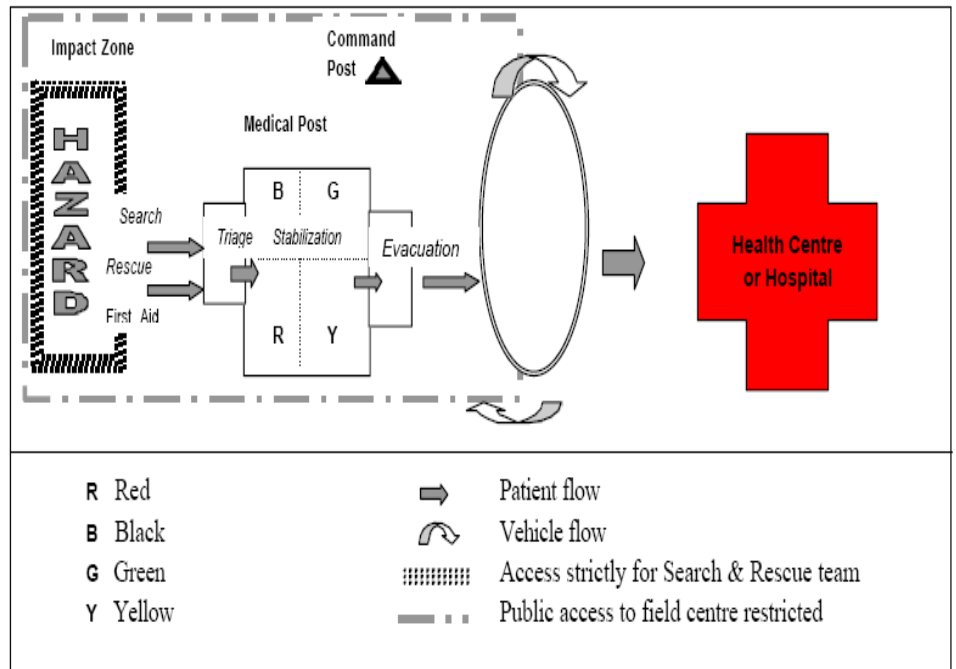 Impact Zone
Command
Post
Medical Post
HAZARD
Search
Rescue
First Aid
Triage
B G
Stabilization
R Y
Evacuation
Health Centre
or Hospital
R Red
B Black
G Green
Y Yellow
Patient flow
Vehicle flow
Access strictly for Search & Rescue team
Public access to field centre restricted